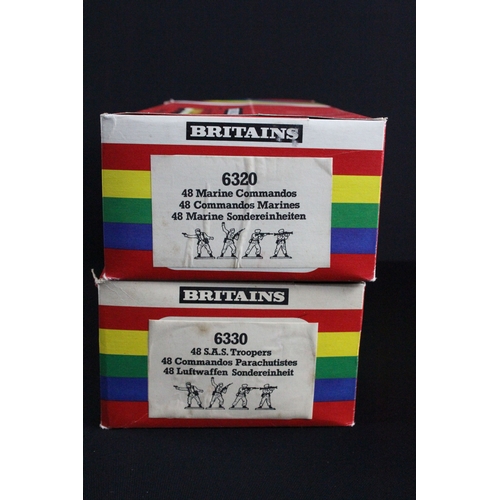 BRITAINS
6320
48 Marine Commandos
48 Commandos Marines
48 Marine Sondereinheiten
BRITAINS
6330
48 S.A.S. Troopers
48 Commandos Parachutistes
48 Luftwaffen Sondereinheit